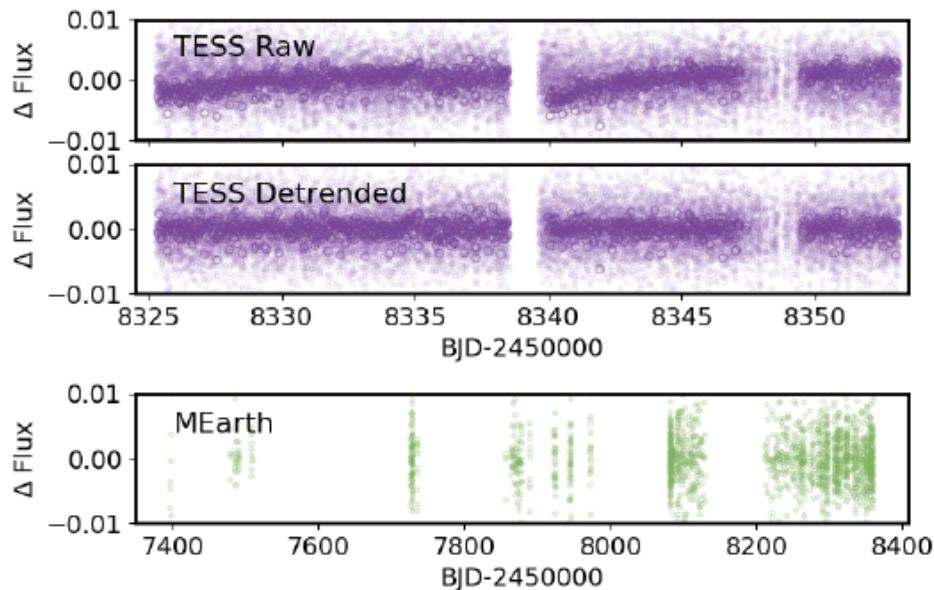 0.01
TESS Raw
Δ Flux
0.00
−0.01
0.01
TESS Detrended
Δ Flux
0.00
−0.01
8325 8330 8335 8340 8345 8350
BJD-2450000
0.01
MEarth
Δ Flux
0.00
−0.01
7400 7600 7800 8000 8200 8400
BJD-2450000